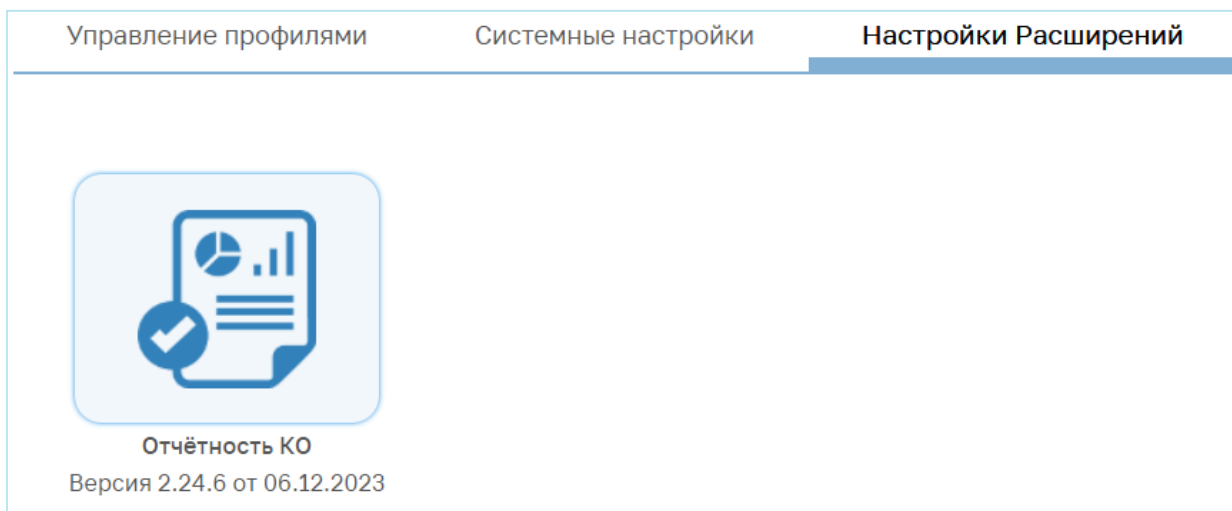 Управление профилями Системные настройки Настройки Расширений
Отчётность КО
Версия 2.24.6 от 06.12.2023